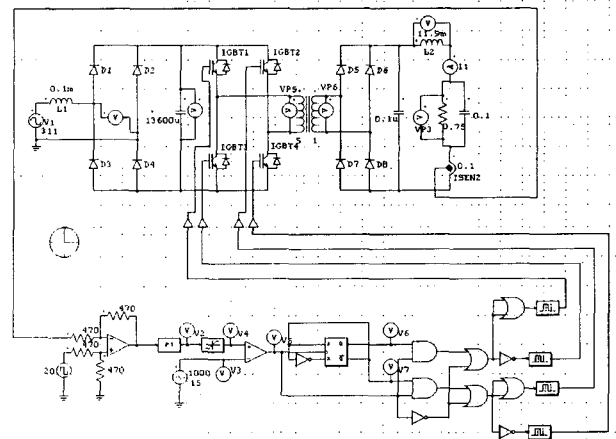 11.9m
L2
IGBT1
IGBT2
D1
D2
D5
D6
I1
0.1m
L1
V1
311
13600u
VP5
VP6
5
1
0.1u
VP3
0.75
0.1
D3
D4
IGBT3
IGBT4
D7
D8
0.1
ISEN2
470
470
470
470
20
PI
V2
V4
V3
1000
15
V5
V6
V7